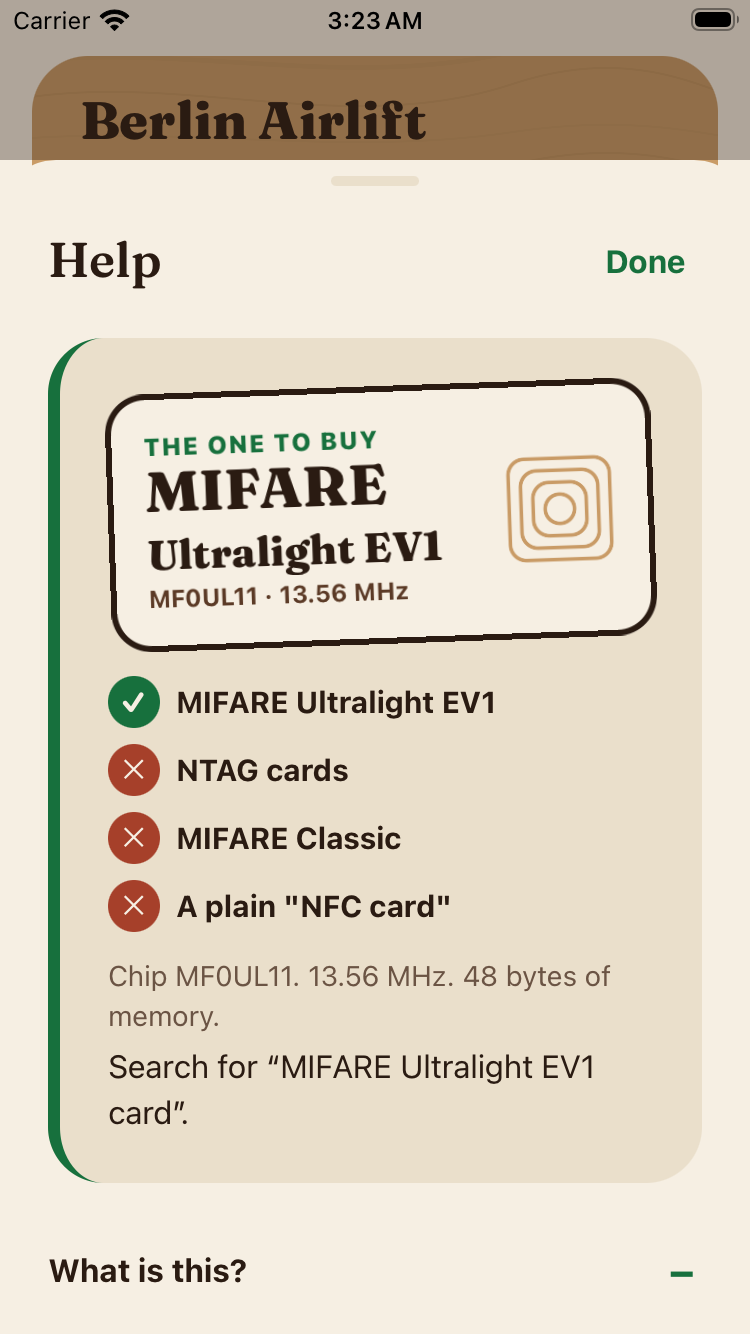 Carrier
3:23 AM
Berlin Airlift
Help
Done
THE ONE TO BUY
MIFARE
Ultralight EV1
MF0UL11 · 13.56 MHz
MIFARE Ultralight EV1
NTAG cards
MIFARE Classic
A plain "NFC card"
Chip MF0UL11. 13.56 MHz. 48 bytes of
memory.
Search for “MIFARE Ultralight EV1
card”.
What is this?